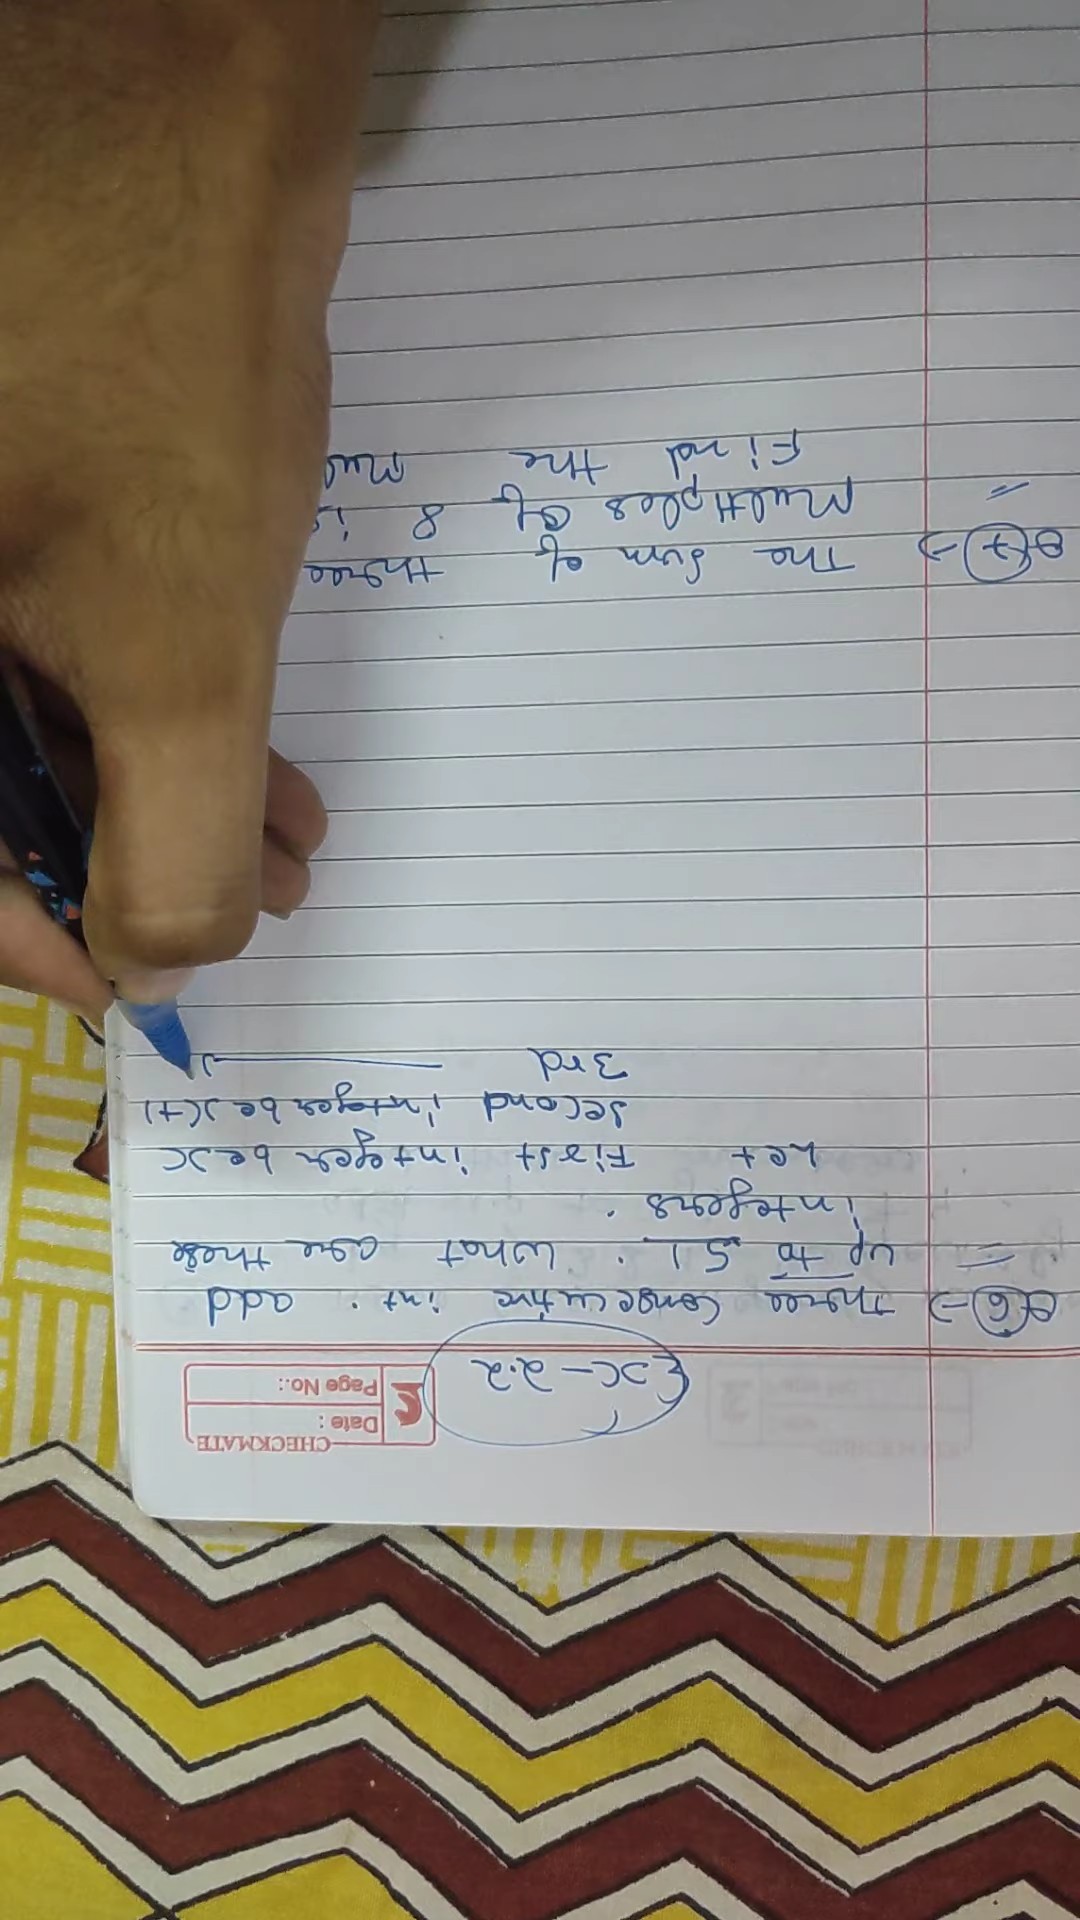 CHECKMATE
Date :
Page No.:
Ex-2.2
Q6→ Three consecutive int. add
= up to 51. What are these
integers.
Let First integer be x
Second integer be x+1
3rd
Q7→ The sum of three
= Multiples of 8 is
Find the Mul